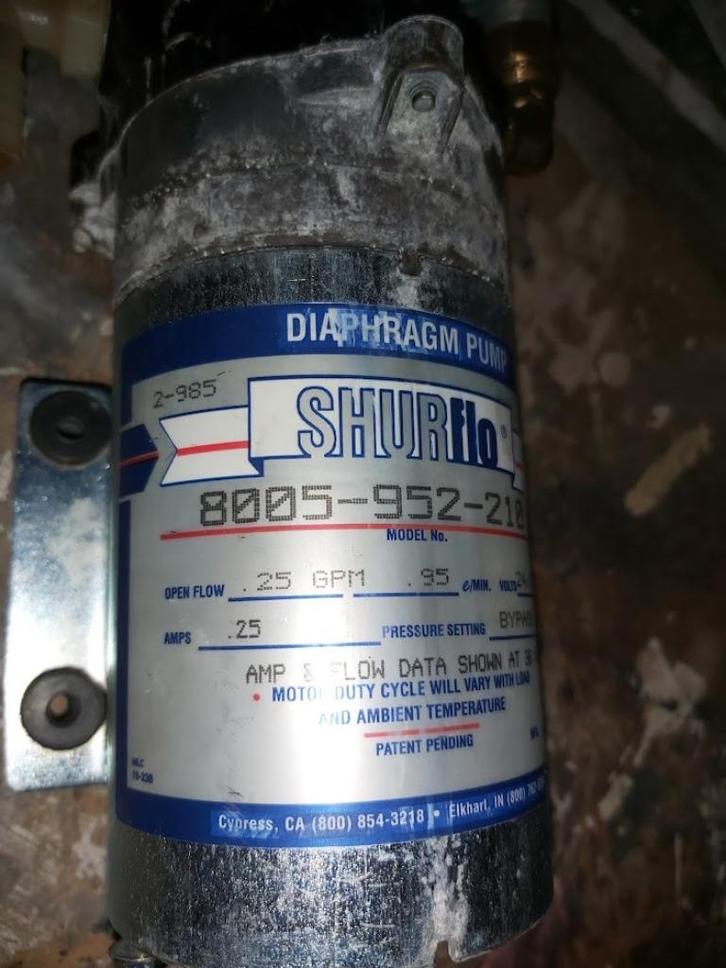 DIAPHRAGM PUMP
2-985
SHURflo®
8005-952-210
MODEL No.
OPEN FLOW .25 GPM .95 ℓ/MIN. VOLTS
AMPS .25 PRESSURE SETTING
AMP & FLOW DATA SHOWN AT
• MOTOR DUTY CYCLE WILL VARY WITH LOAD
AND AMBIENT TEMPERATURE
PATENT PENDING
Cypress, CA (800) 854-3218 • Elkhart, IN (800)